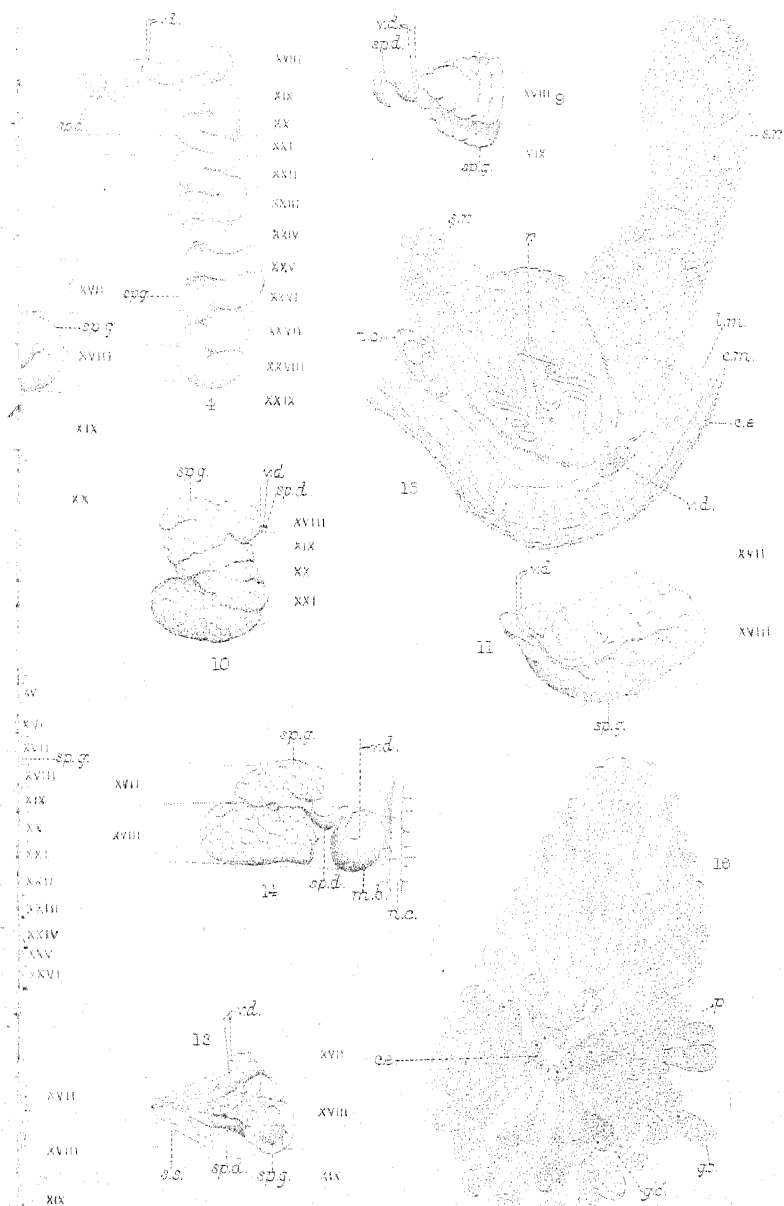 v.d.
XVIII
XIX
XX
XXI
XXII
XXIII
XXIV
XXV
XXVI
XXVII
XXVIII
XXIX
sp.d.
sp.g.
4
XVII
sp.g.
XVIII
XIX
XX
v.d.
sp.d.
XVIII
9
XIX
sp.g.
s.m.
s.m.
n.c.
l.m.
c.m.
c.e.
v.d.
15
sp.g.
v.d.
sp.d.
XVIII
XIX
XX
XXI
10
XVII
v.d.
XVIII
11
sp.g.
XV
XVI
XVII
sp.g.
XVIII
XIX
XX
XXI
XXII
XXIII
XXIV
XXV
XXVI
sp.g.
v.d.
XVII
XVIII
14
sp.d.
m.b.
n.c.
16
p.
c.e.
g.c.
g.c.
v.d.
13
XVII
XVIII
XIX
s.c.
sp.d.
sp.g.
XVII
XVIII
XIX